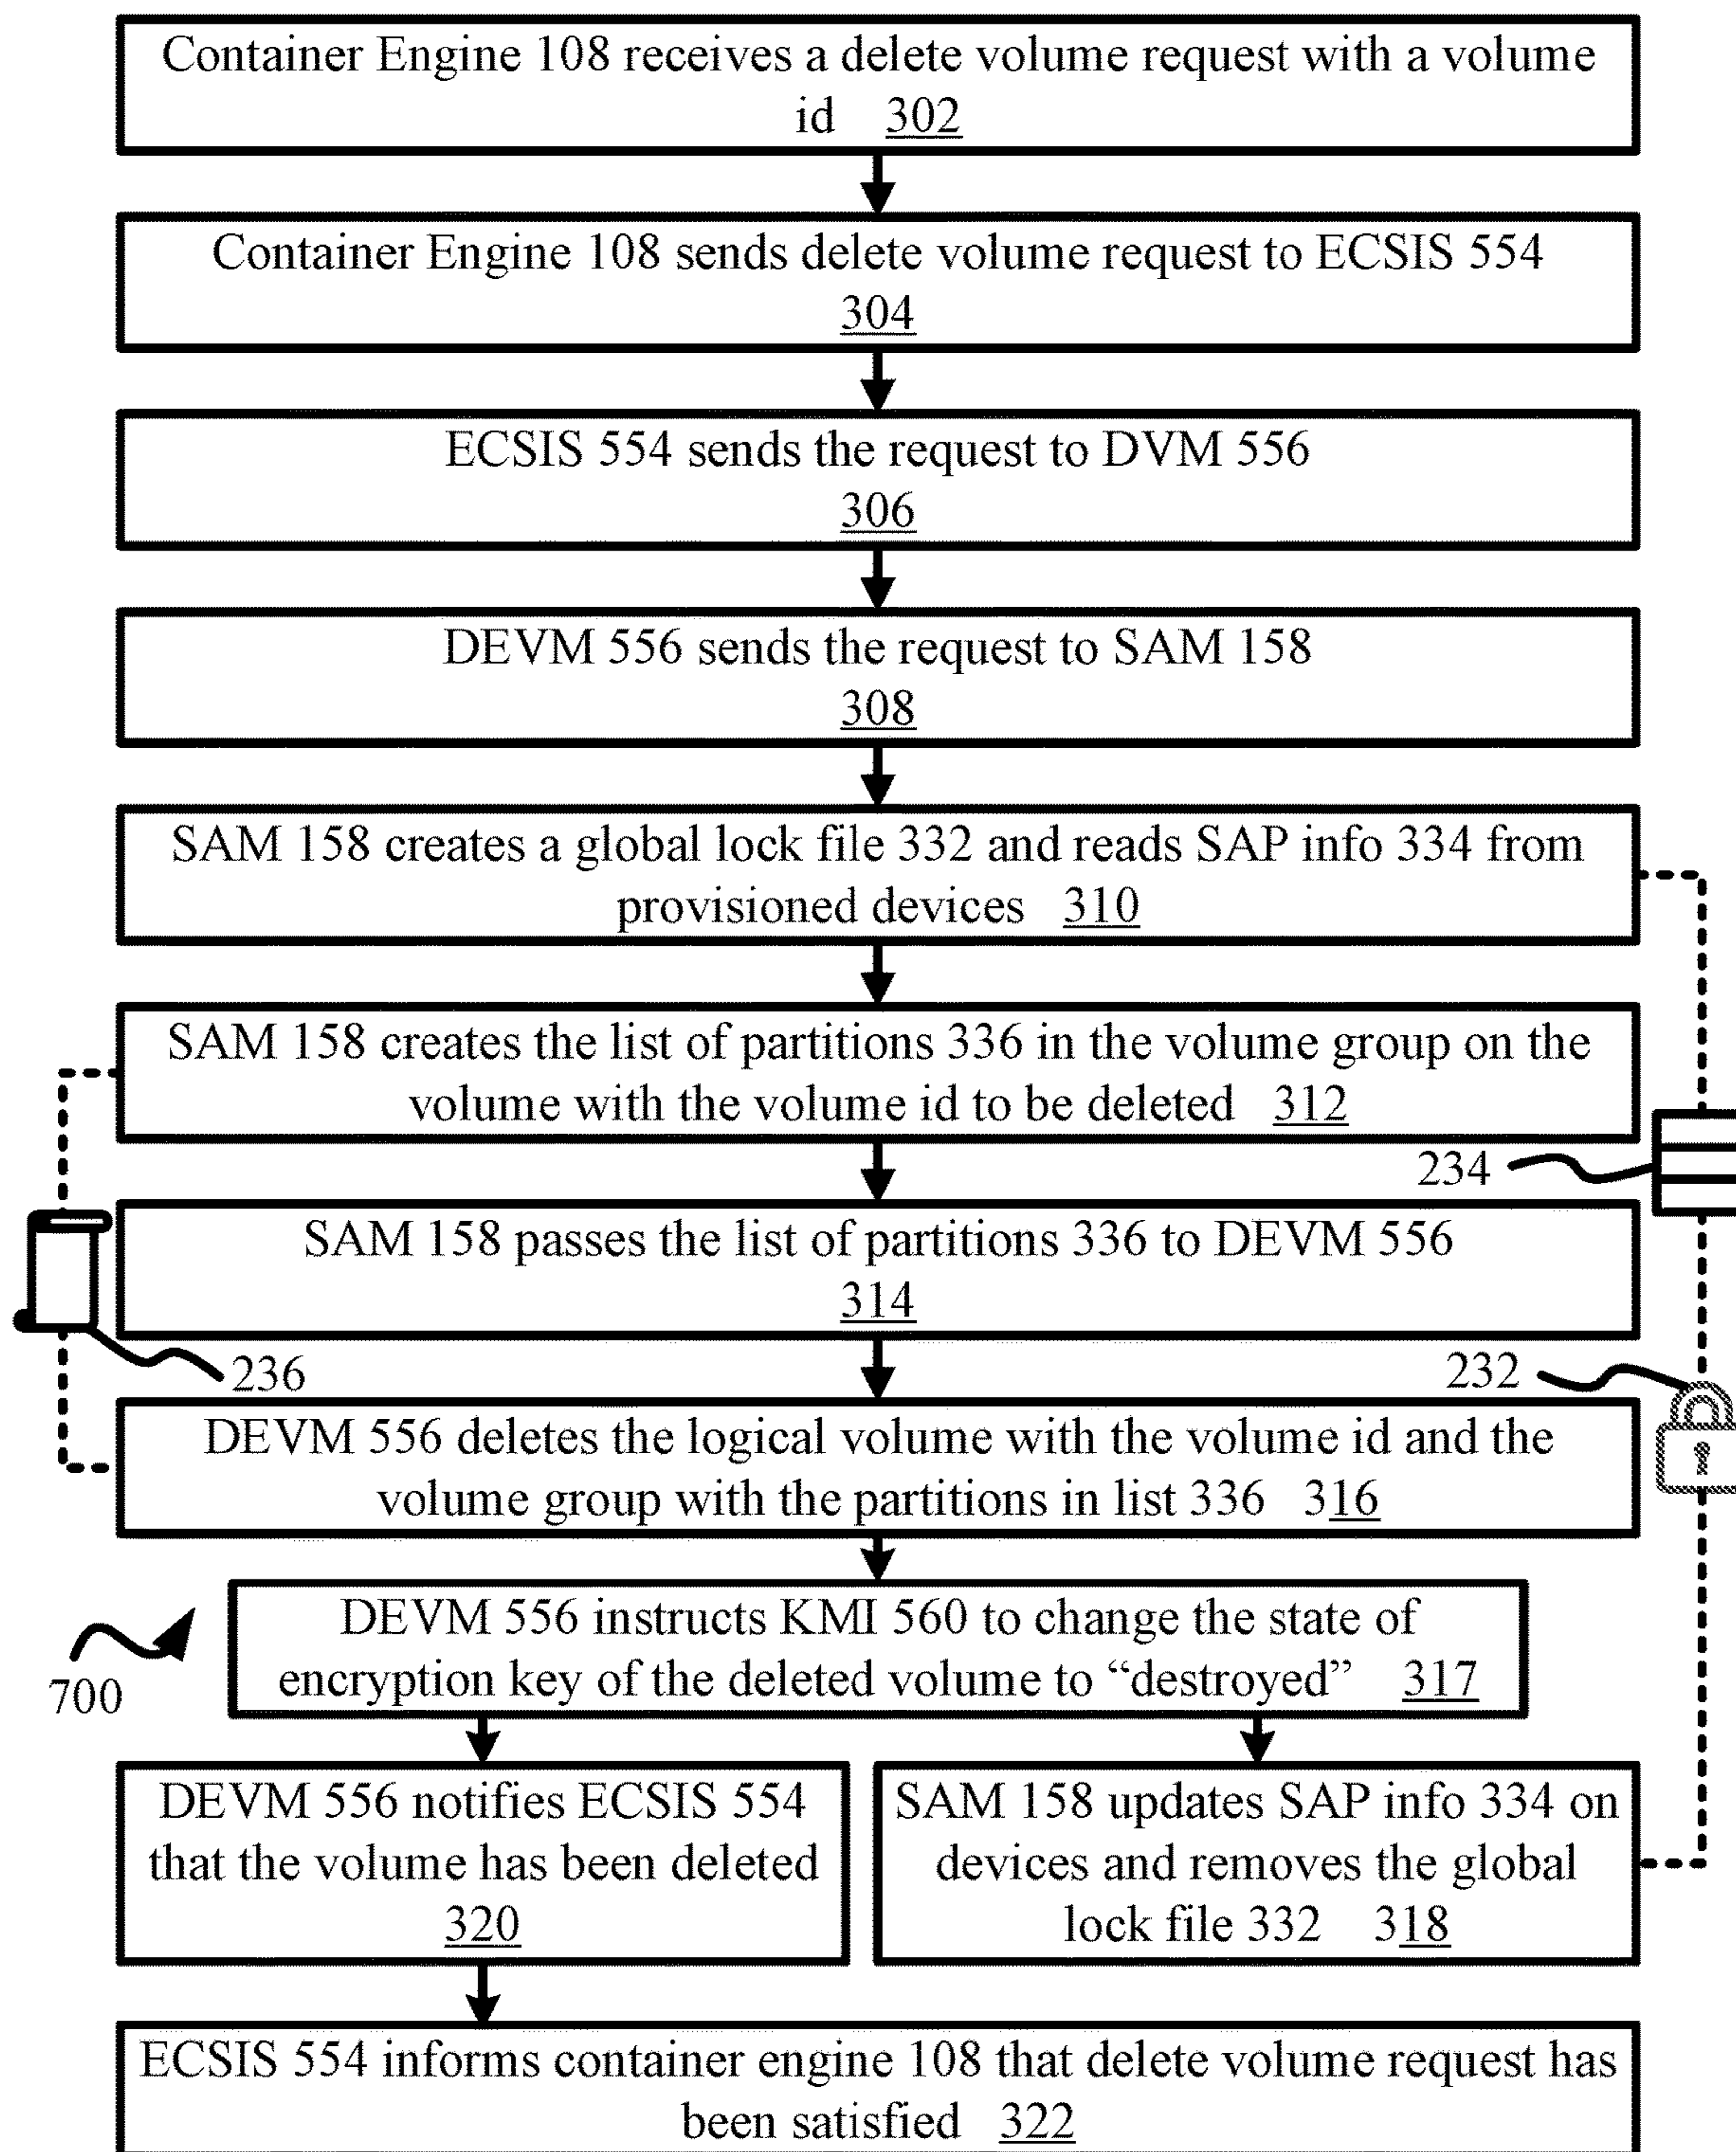 Container Engine 108 receives a delete volume request with a volume
id 302
Container Engine 108 sends delete volume request to ECSIS 554
304
ECSIS 554 sends the request to DVM 556
306
DEVM 556 sends the request to SAM 158
308
SAM 158 creates a global lock file 332 and reads SAP info 334 from
provisioned devices 310
SAM 158 creates the list of partitions 336 in the volume group on the
volume with the volume id to be deleted 312
234
SAM 158 passes the list of partitions 336 to DEVM 556
314
236
232
DEVM 556 deletes the logical volume with the volume id and the
volume group with the partitions in list 336 316
DEVM 556 instructs KMI 560 to change the state of
encryption key of the deleted volume to “destroyed” 317
700
DEVM 556 notifies ECSIS 554
that the volume has been deleted
320
SAM 158 updates SAP info 334 on
devices and removes the global
lock file 332 318
ECSIS 554 informs container engine 108 that delete volume request has
been satisfied 322